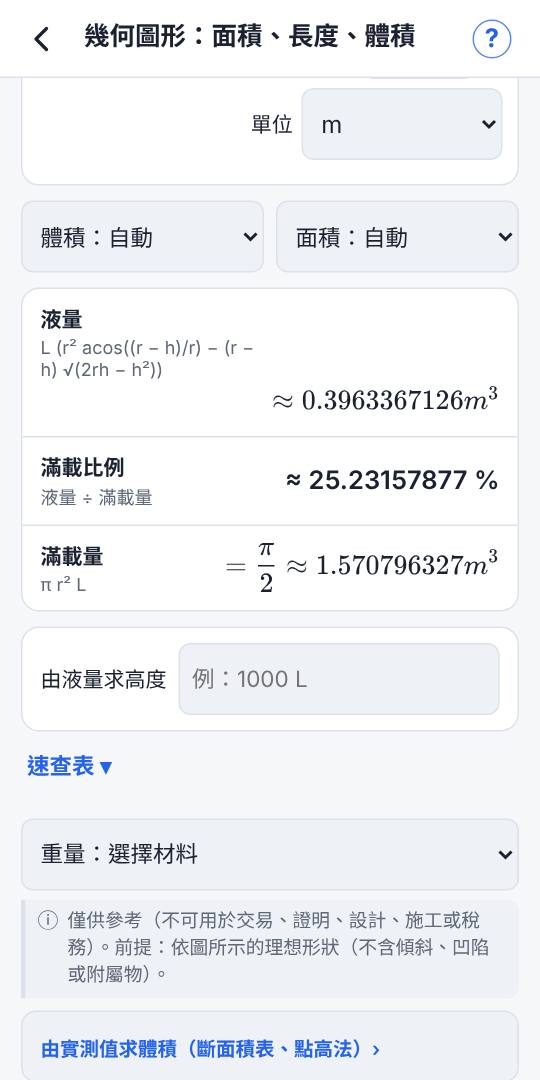 幾何圖形：面積、長度、體積
?
單位
m
體積：自動
面積：自動
液量
L (r² acos((r − h)/r) − (r −
h) √(2rh − h²))
≈ 0.3963367126m³
滿載比例
≈ 25.23157877 %
液量 ÷ 滿載量
滿載量
= π/2 ≈ 1.570796327m³
π r² L
由液量求高度
例：1000 L
速查表 ▾
重量：選擇材料
ⓘ 僅供參考（不可用於交易、證明、設計、施工或稅
務）。前提：依圖所示的理想形狀（不含傾斜、凹陷
或附屬物）。
由實測值求體積（斷面積表、點高法）›